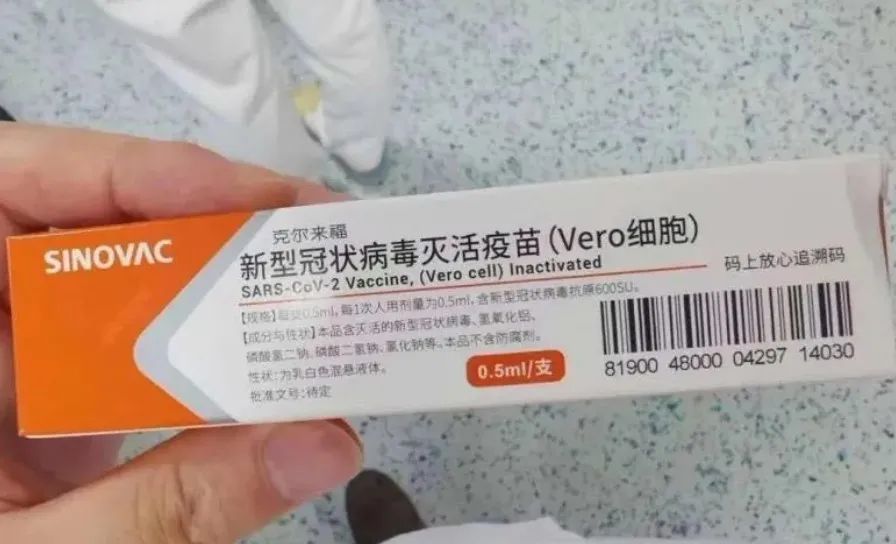 SINOVAC
克尔来福
新型冠状病毒灭活疫苗(Vero细胞)
SARS-CoV-2 Vaccine, (Vero cell) Inactivated
【规格】每支0.5ml，每1次人用剂量为0.5ml，含新型冠状病毒抗原600SU。
【成分与性状】本品含灭活的新型冠状病毒、氢氧化铝、
磷酸氢二钠、磷酸二氢钠、氯化钠等。本品不含防腐剂。
性状：为乳白色混悬液体。
批准文号：待定
0.5ml/支
码上放心追溯码
81900 48000 04297 14030